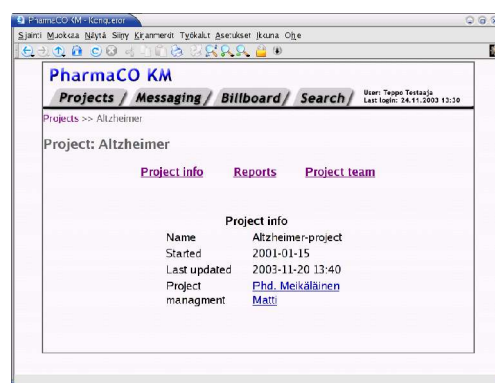 PharmaCO KM - Konqueror
Sijainti Muokkaa Näytä Siirry Kirjanmerkit Työkalut Asetukset Ikkuna Ohje
PharmaCO KM
Projects / Messaging / Billboard / Search /
User: Teppo Testaaja
Last login: 24.11.2003 13:30
Projects >> Altzheimer
Project: Altzheimer
Project info Reports Project team
Project info
Name Altzheimer-project
Started 2001-01-15
Last updated 2003-11-20 13:40
Project Phd. Meikäläinen
managment Matti